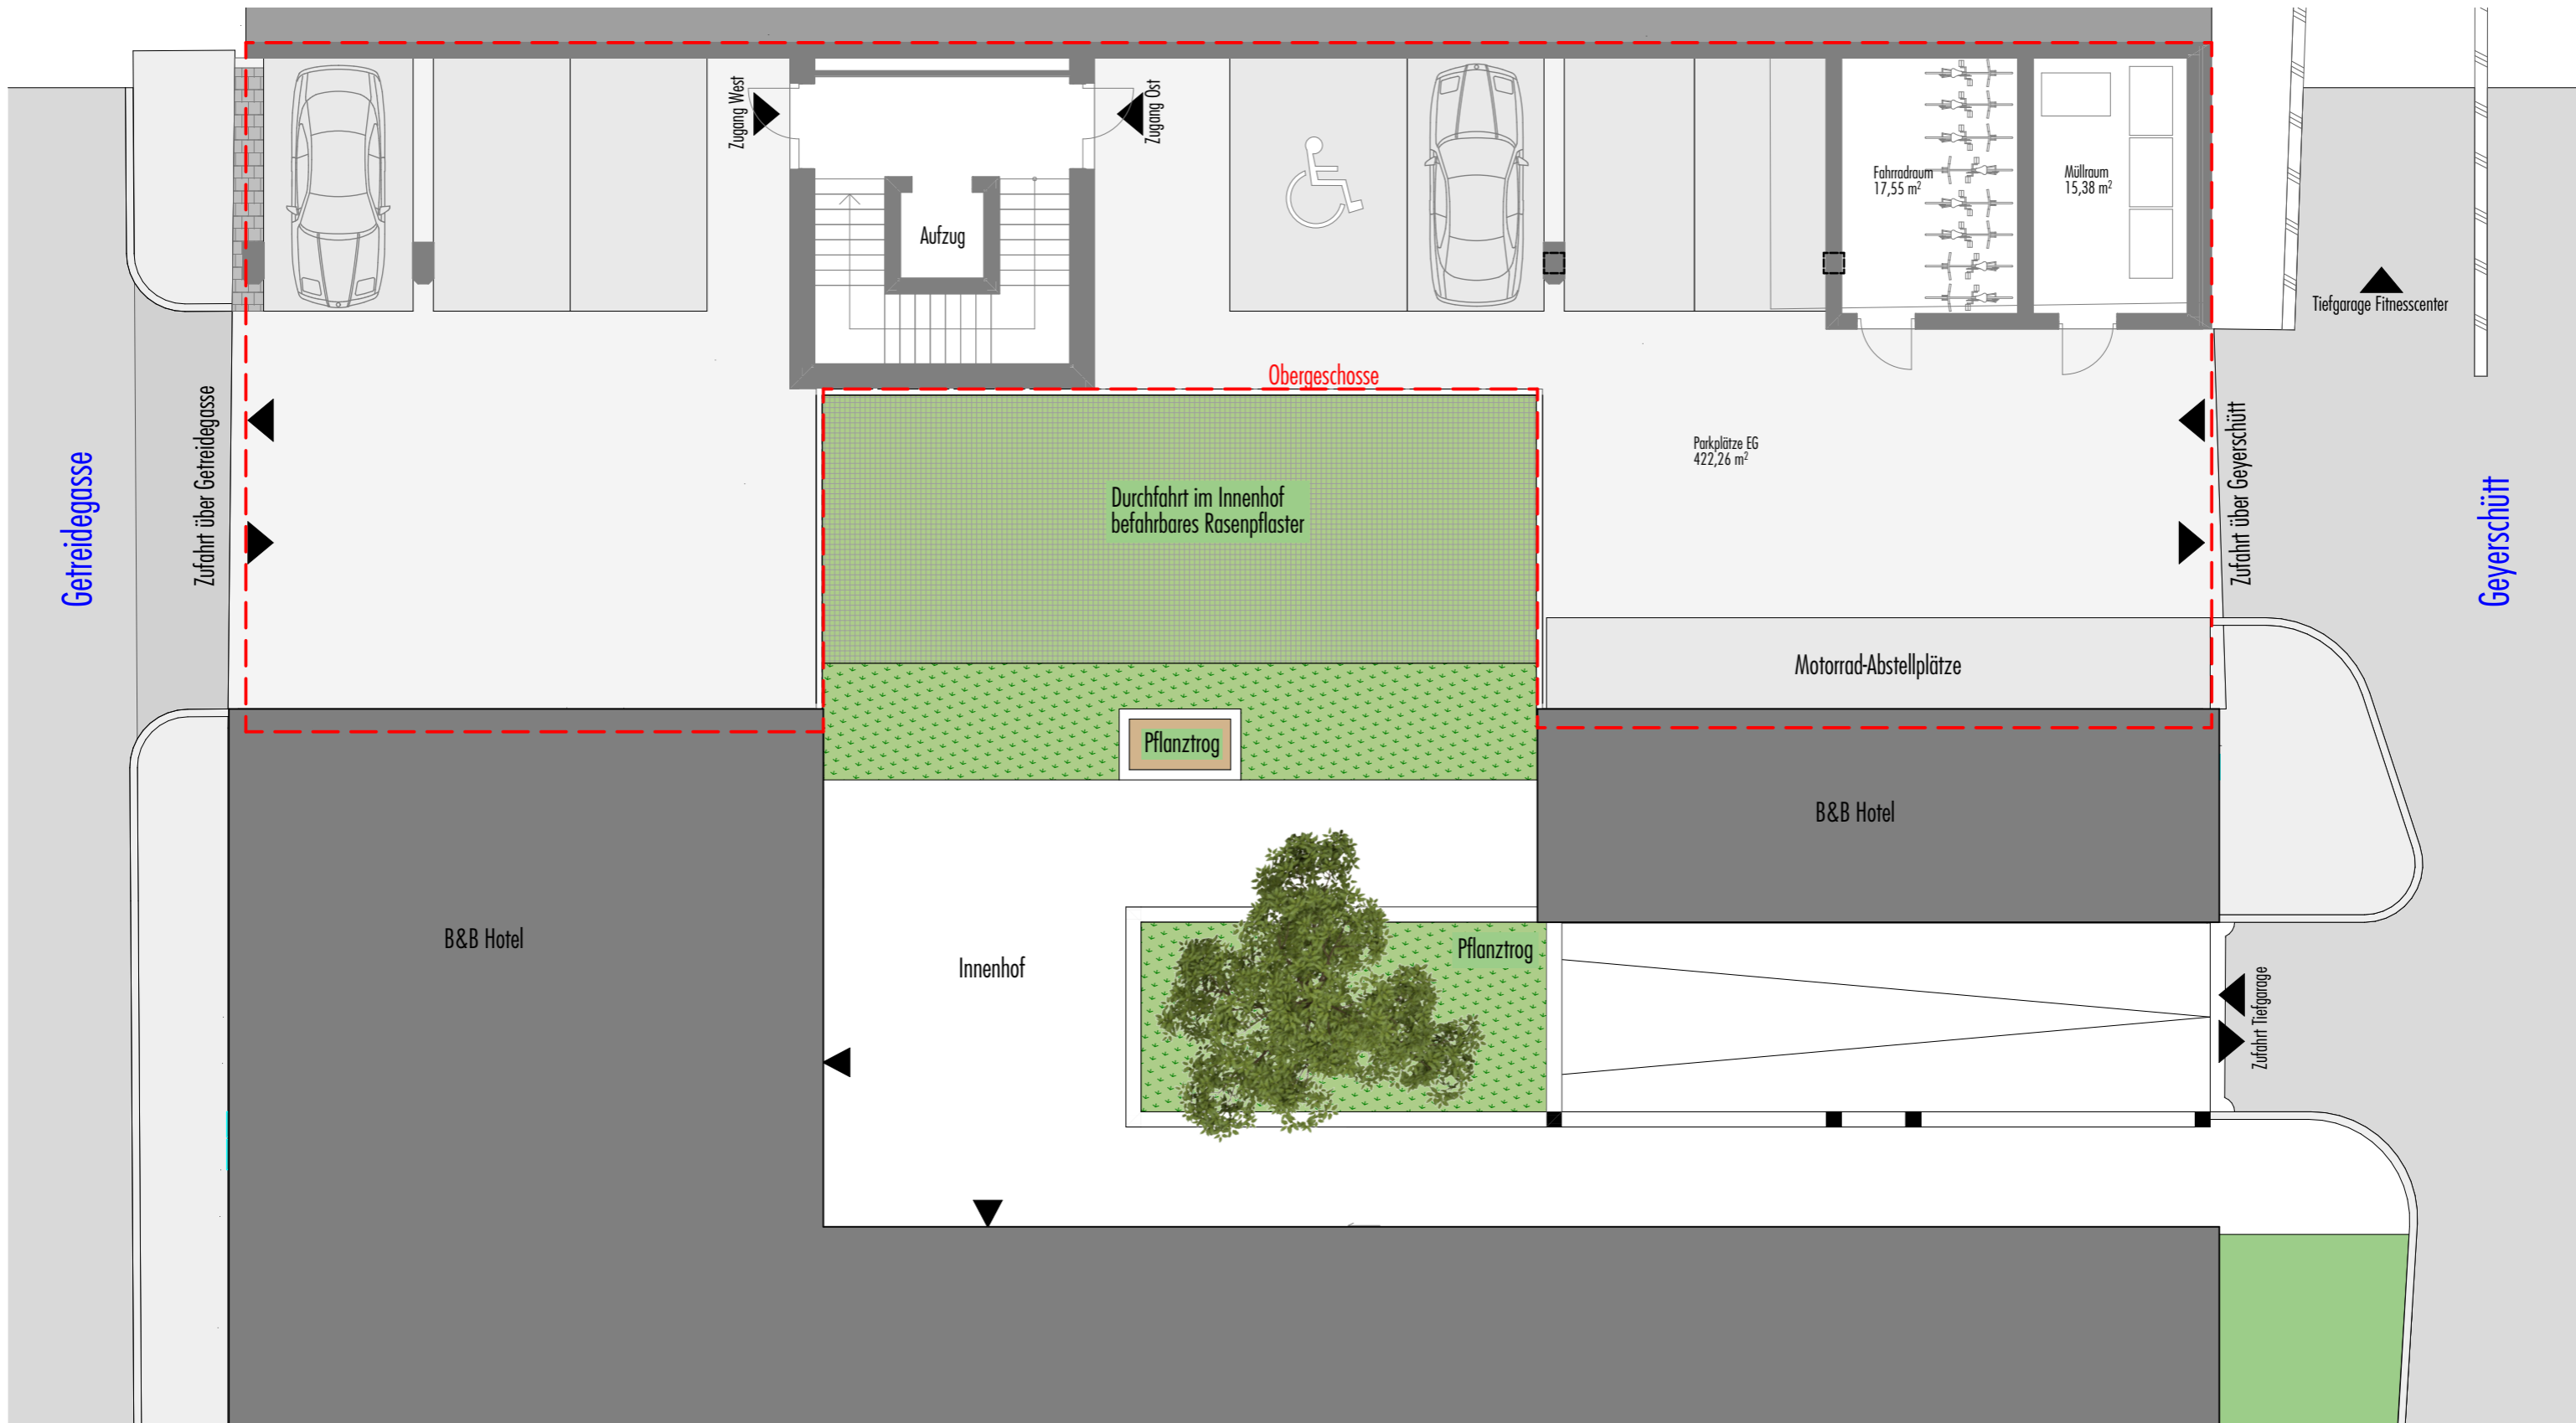 Zugang West
Zugang Ost
Aufzug
Fahrradraum
17,55 m²
Müllraum
15,38 m²
Tiefgarage Fitnesscenter
Obergeschosse
Getreidegasse
Zufahrt über Getreidegasse
Durchfahrt im Innenhof
befahrbares Rasenpflaster
Parkplätze EG
422,26 m²
Zufahrt über Geyerschütt
Geyerschütt
Motorrad-Abstellplätze
Pflanztrog
B&B Hotel
B&B Hotel
Innenhof
Pflanztrog
Zufahrt Tiefgarage